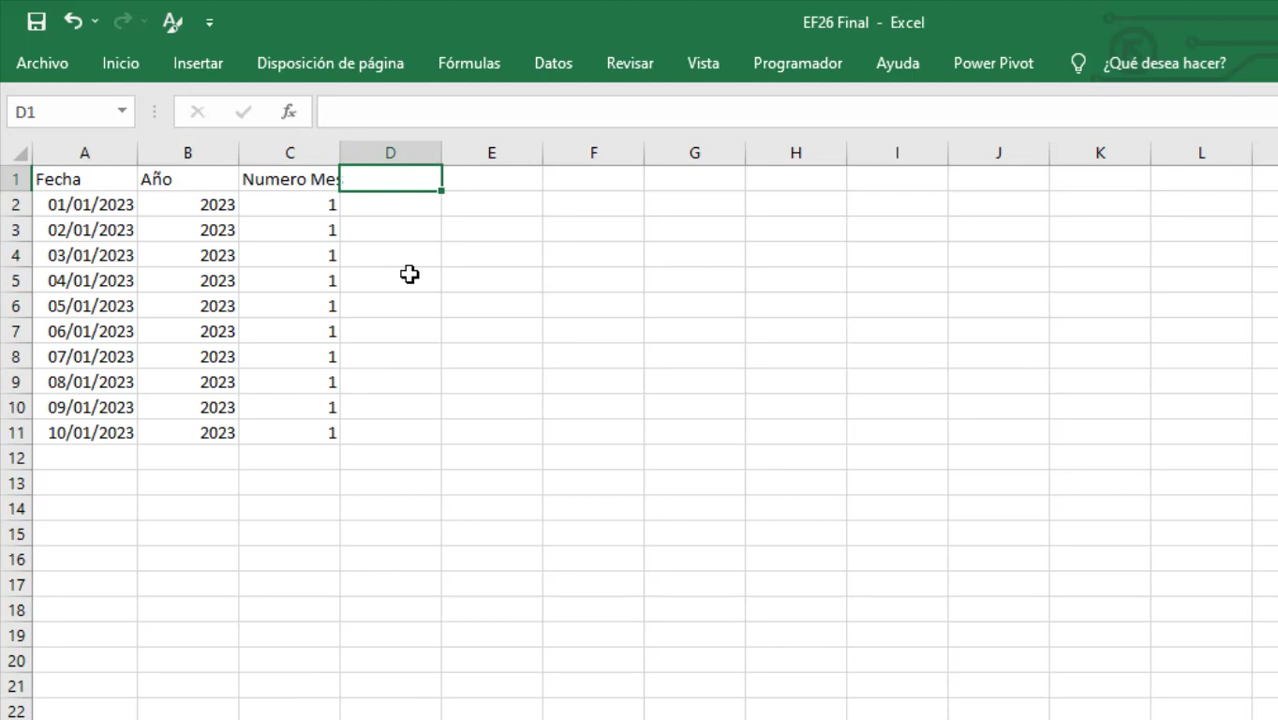 EF26 Final - Excel
Archivo Inicio Insertar Disposición de página Fórmulas Datos Revisar Vista Programador Ayuda Power Pivot ¿Qué desea hacer?
D1 fx
A B C D E F G H I J K L
1 Fecha Año Numero Mes
2 01/01/2023 2023 1
3 02/01/2023 2023 1
4 03/01/2023 2023 1
5 04/01/2023 2023 1
6 05/01/2023 2023 1
7 06/01/2023 2023 1
8 07/01/2023 2023 1
9 08/01/2023 2023 1
10 09/01/2023 2023 1
11 10/01/2023 2023 1
12
13
14
15
16
17
18
19
20
21
22